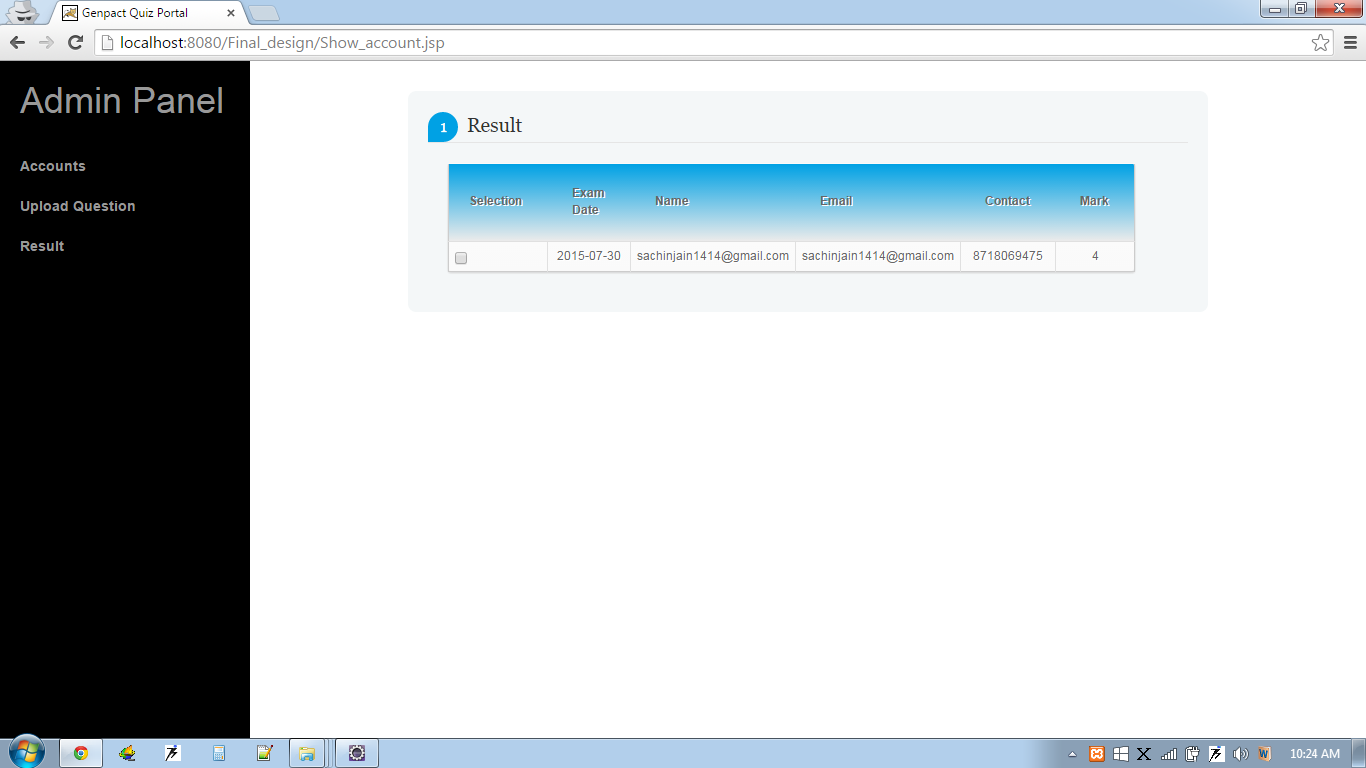 Genpact Quiz Portal
localhost:8080/Final_design/Show_account.jsp
Admin Panel
Accounts
Upload Question
Result
1 Result
Selection Exam Date Name Email Contact Mark
2015-07-30 sachinjain1414@gmail.com sachinjain1414@gmail.com 8718069475 4
10:24 AM